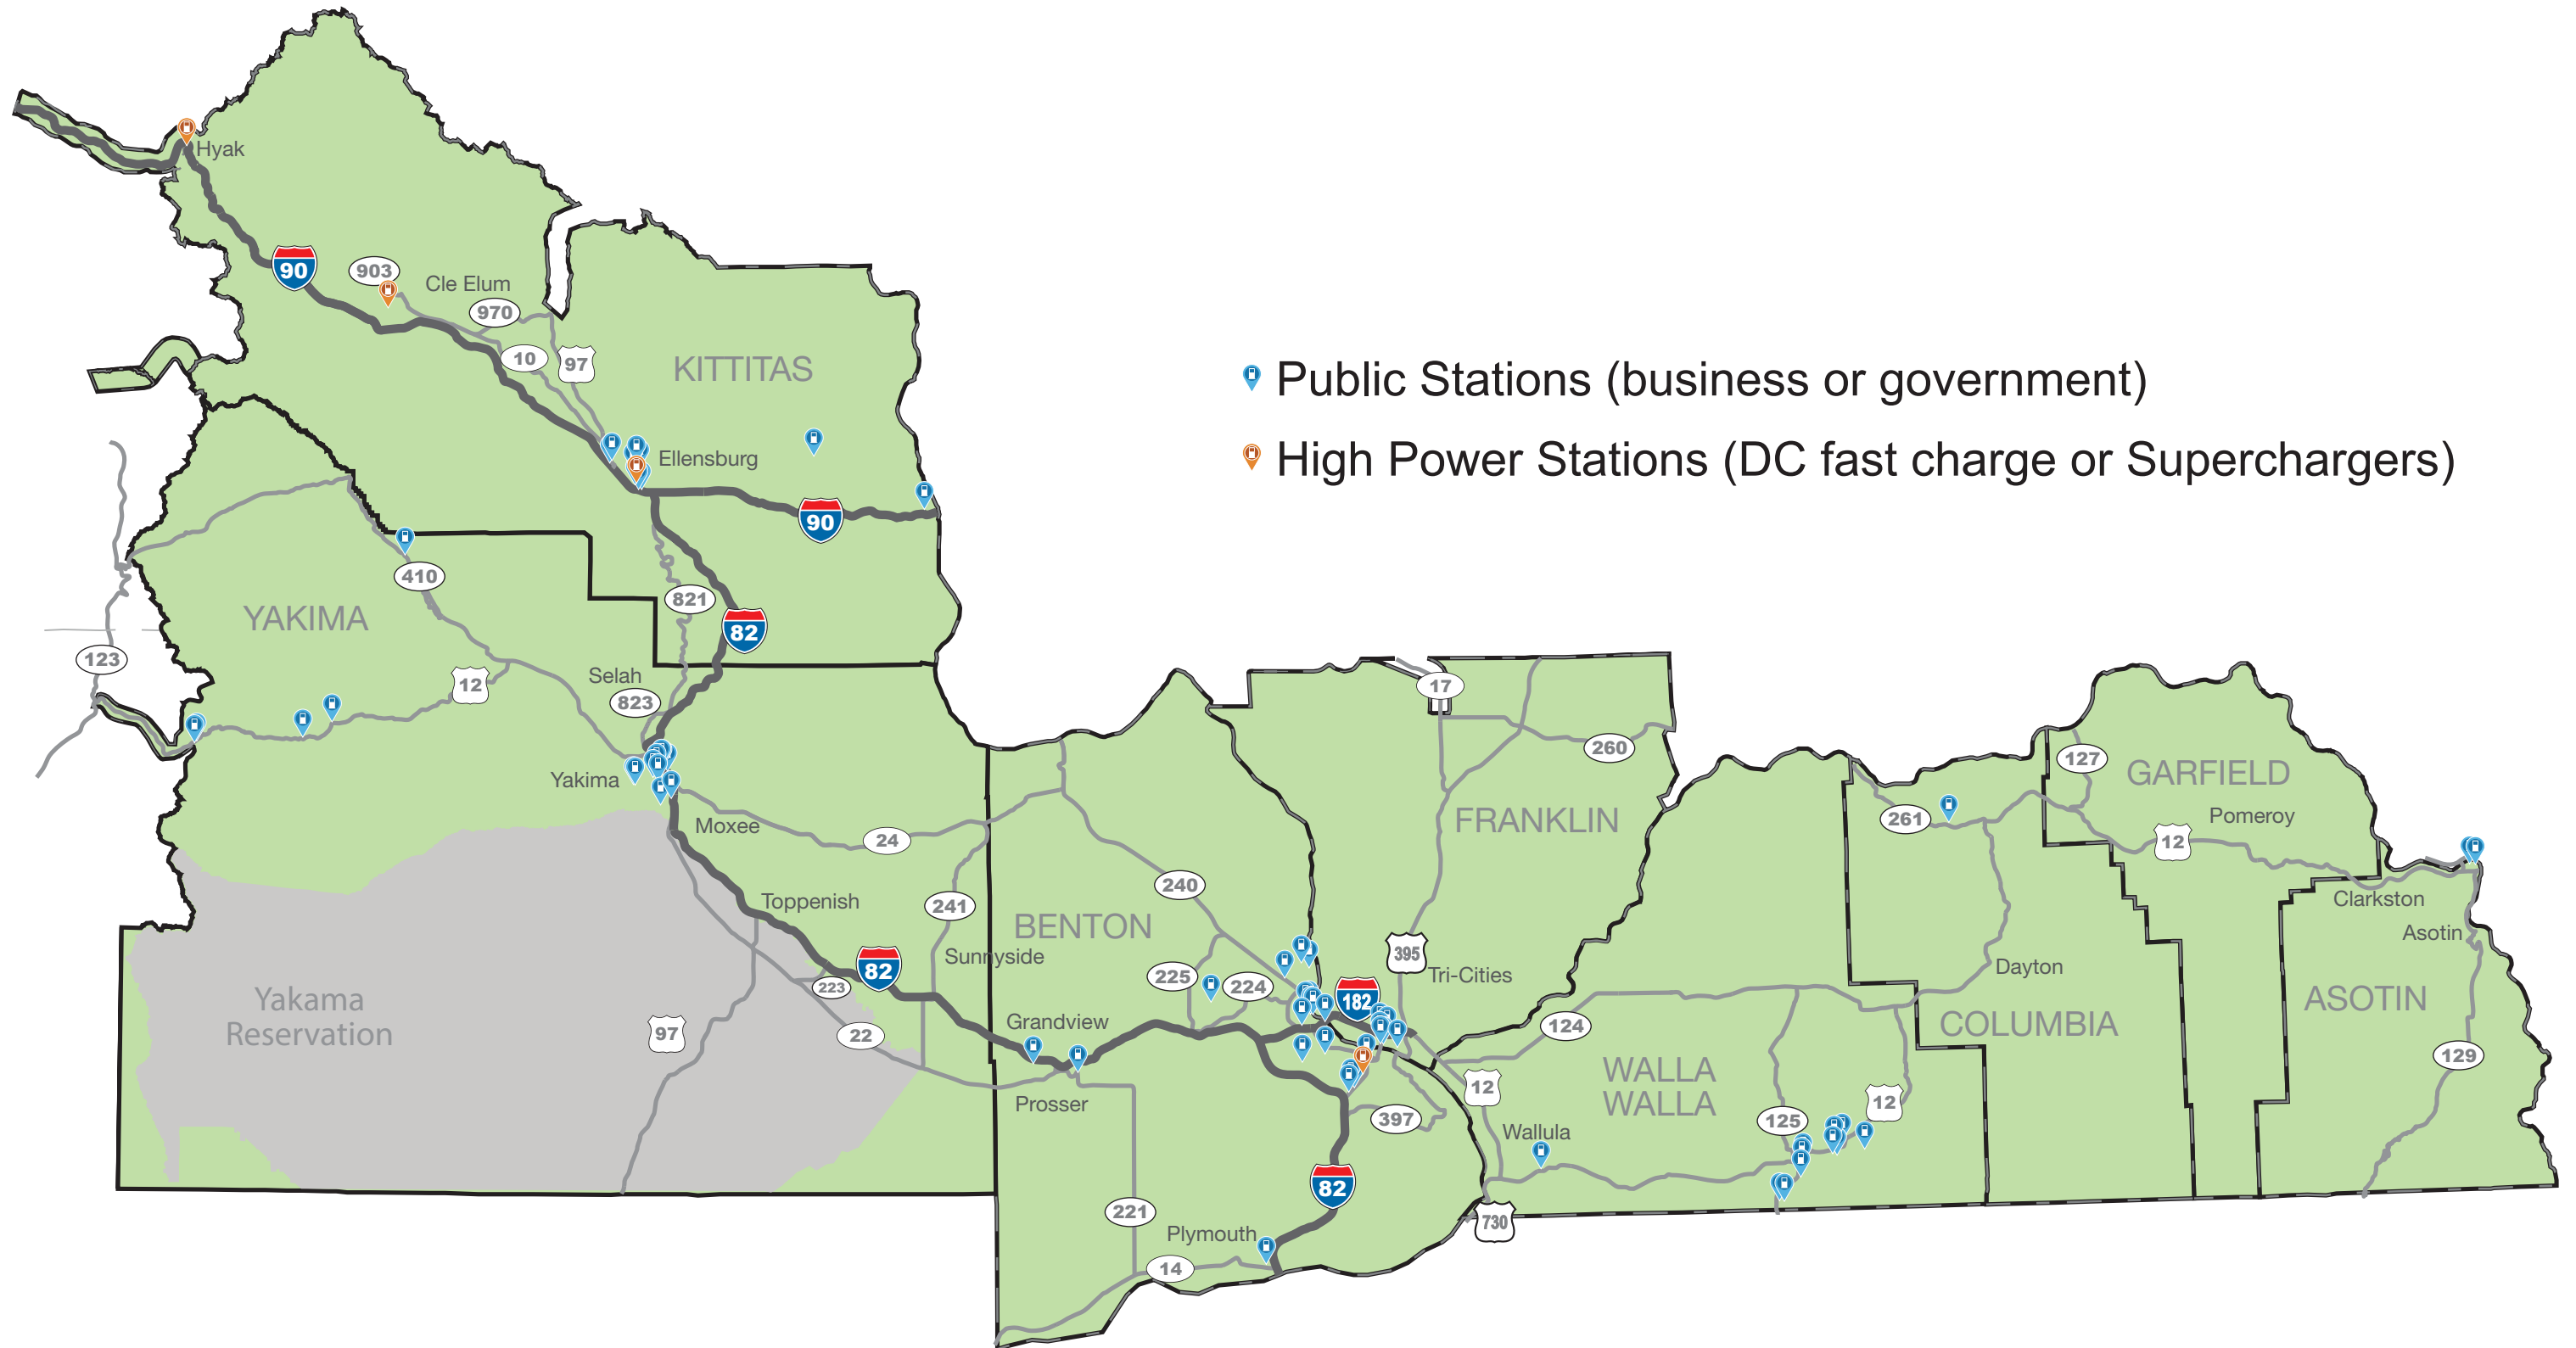 Hyak
90
903
Cle Elum
970
10
97
KITTITAS
Public Stations (business or government)
Ellensburg
High Power Stations (DC fast charge or Superchargers)
90
410
821
YAKIMA
82
123
12
Selah
823
17
260
127
GARFIELD
Yakima
Moxee
24
FRANKLIN
261
Pomeroy
12
240
Toppenish
241
BENTON
Clarkston
Asotin
395
Sunnyside
82
225
224
Tri-Cities
Dayton
223
182
Yakama
Reservation
ASOTIN
97
22
Grandview
124
COLUMBIA
129
WALLA
WALLA
12
12
Prosser
397
125
Wallula
82
221
730
Plymouth
14